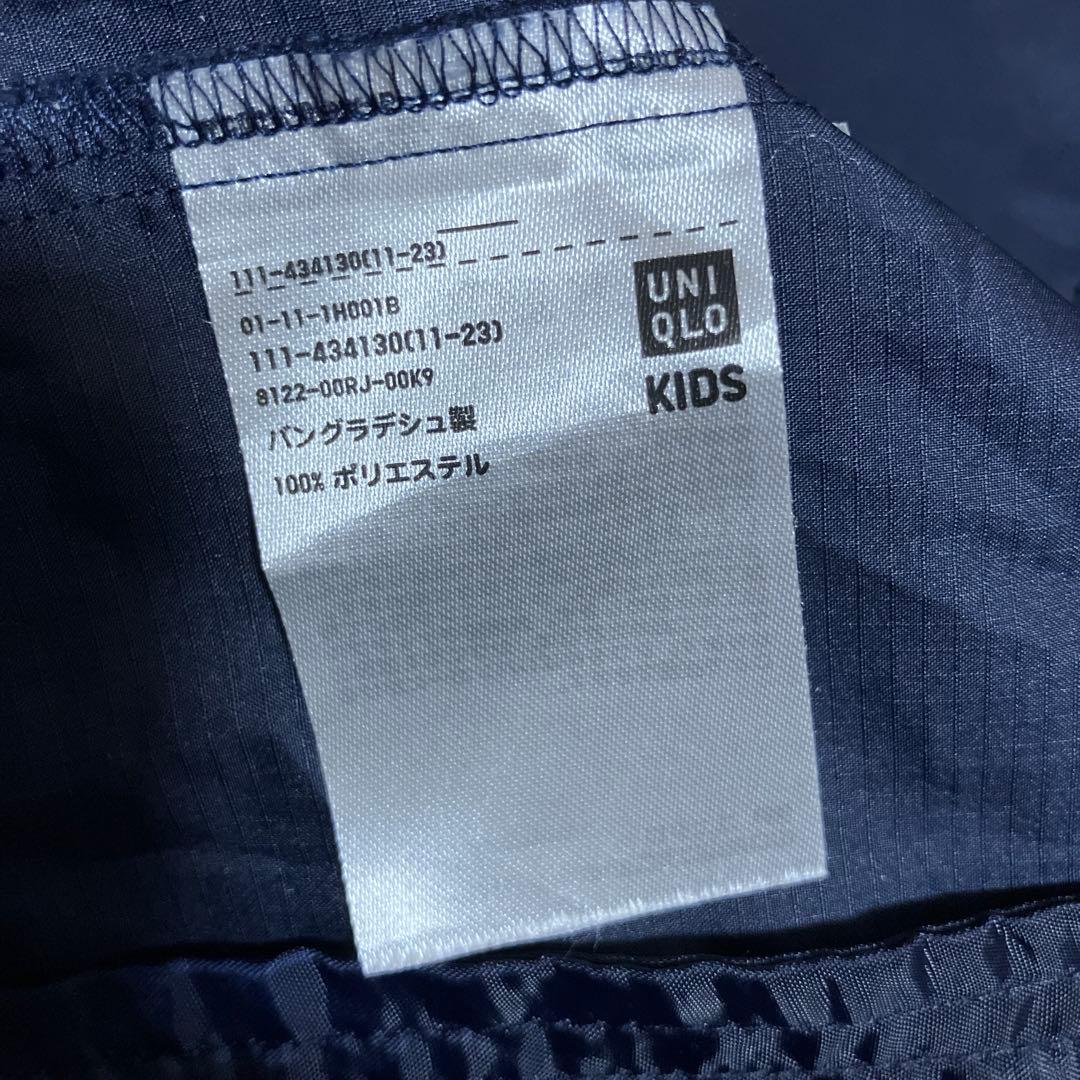 111-434130(11-23)
01-11-1H001B
111-434130(11-23)
8122-00RJ-00K9
バングラデシュ製
100% ポリエステル
UNI
QLO
KIDS